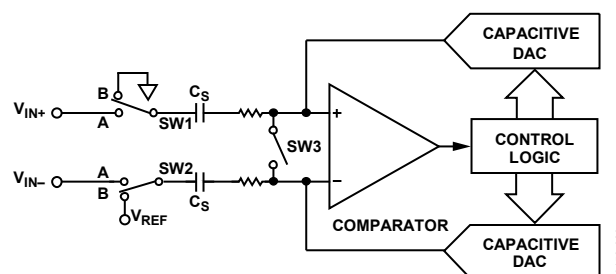 CAPACITIVE
DAC
B
C_S
V_IN+
A
SW1
+
SW3
CONTROL
LOGIC
V_IN–
A
SW2
–
B
C_S
V_REF
COMPARATOR
CAPACITIVE
DAC